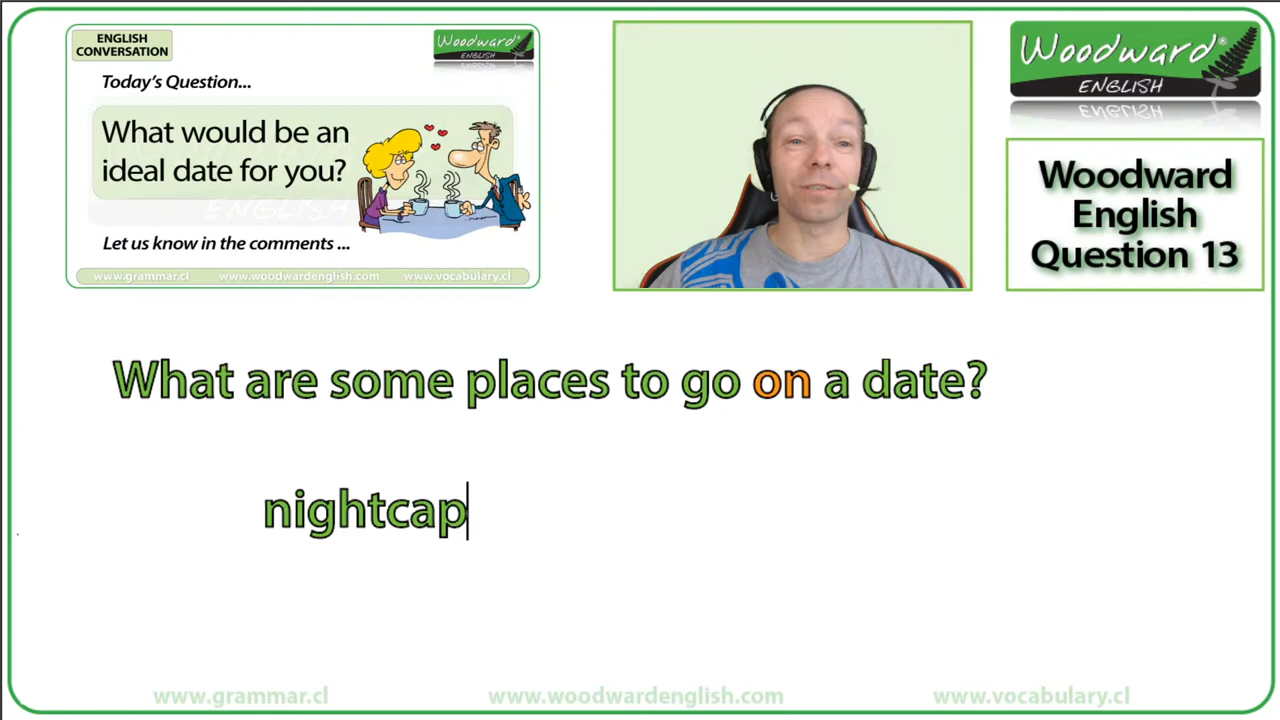 ENGLISH
CONVERSATION
Woodward
ENGLISH
Today's Question...
What would be an
ideal date for you?
ENGLISH
Let us know in the comments ...
www.grammar.cl www.woodwardenglish.com www.vocabulary.cl
Woodward®
ENGLISH
Woodward
English
Question 13
What are some places to go on a date?
nightcap
www.grammar.cl www.woodwardenglish.com www.vocabulary.cl